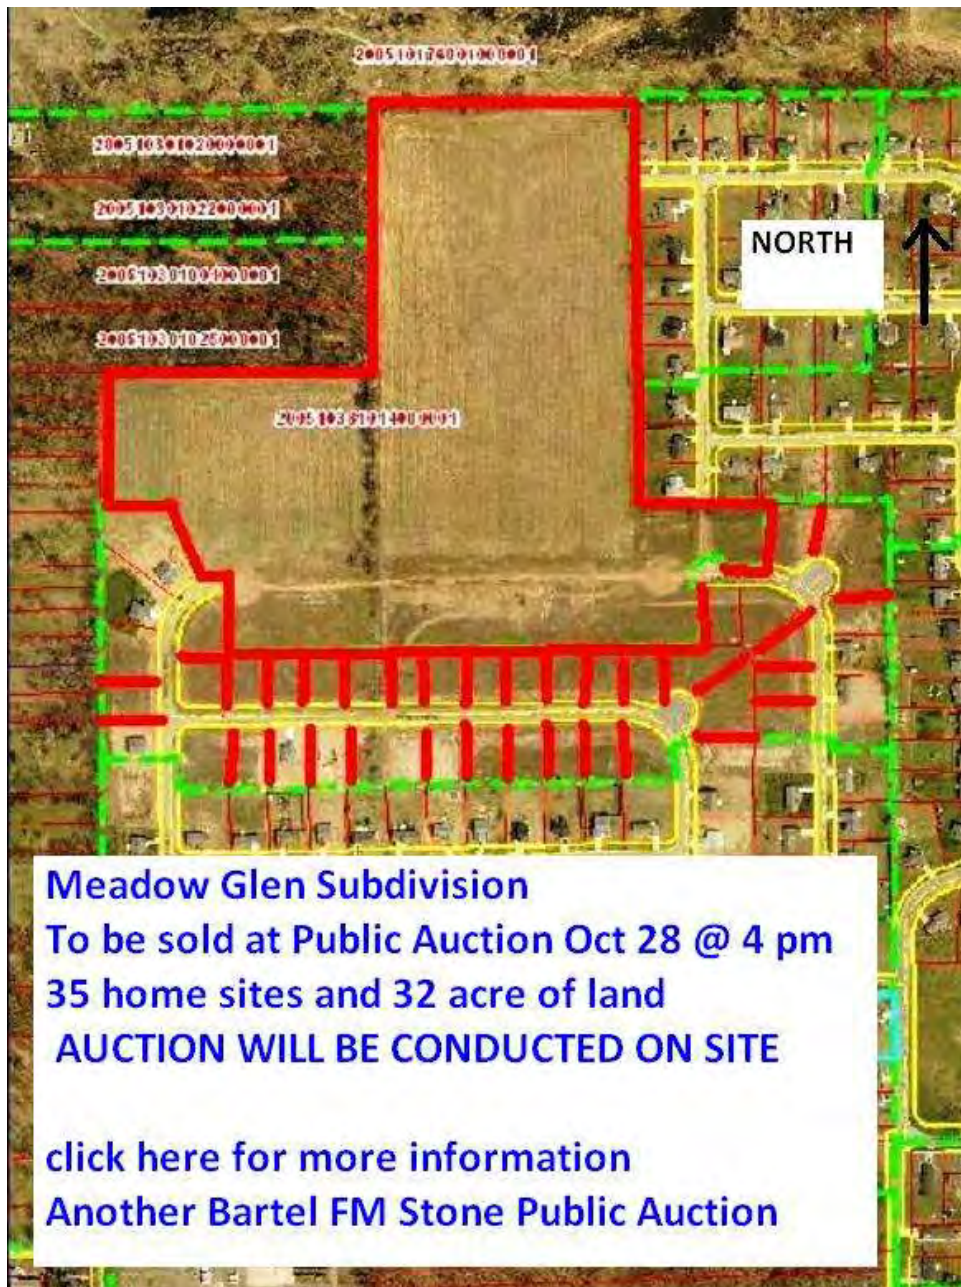 NORTH
Meadow Glen Subdivision
To be sold at Public Auction Oct 28 @ 4 pm
35 home sites and 32 acre of land
AUCTION WILL BE CONDUCTED ON SITE
click here for more information
Another Bartel FM Stone Public Auction